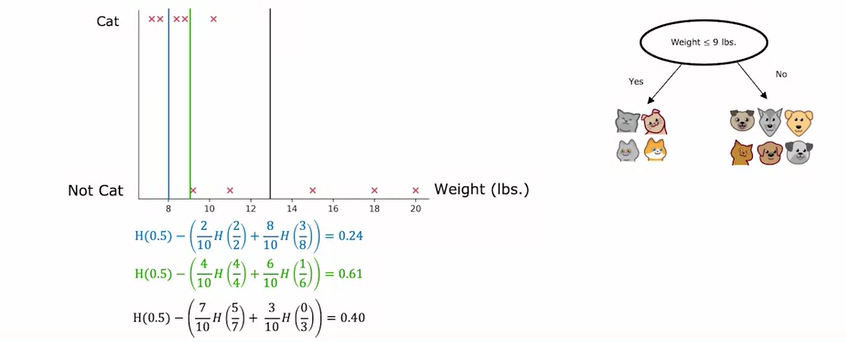 Cat
Not Cat
8 10 12 14 16 18 20
Weight (lbs.)
H(0.5) − (2/10 H(2/2) + 8/10 H(3/8)) = 0.24
H(0.5) − (4/10 H(4/4) + 6/10 H(1/6)) = 0.61
H(0.5) − (7/10 H(5/7) + 3/10 H(0/3)) = 0.40
Weight ≤ 9 lbs.
Yes
No